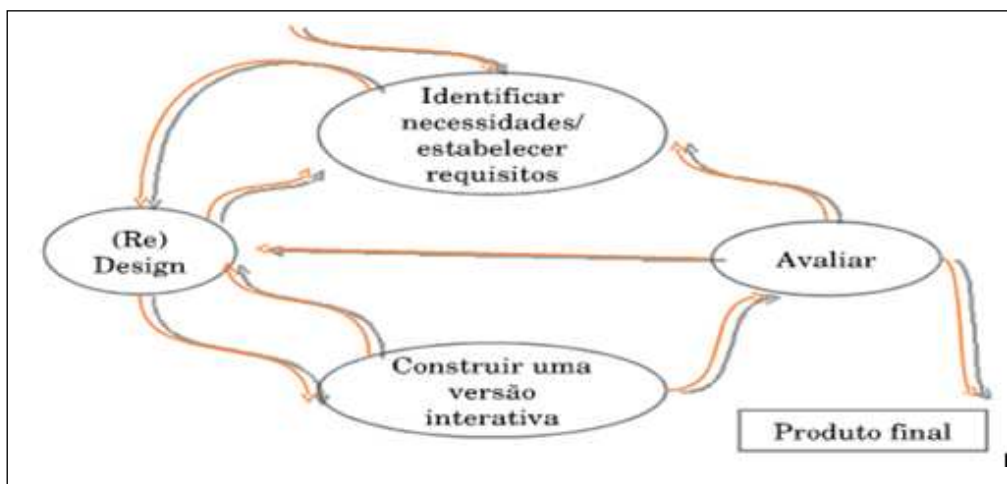 Identificar
necessidades/
estabelecer
requisitos
(Re)
Design
Avaliar
Construir uma
versão
interativa
Produto final